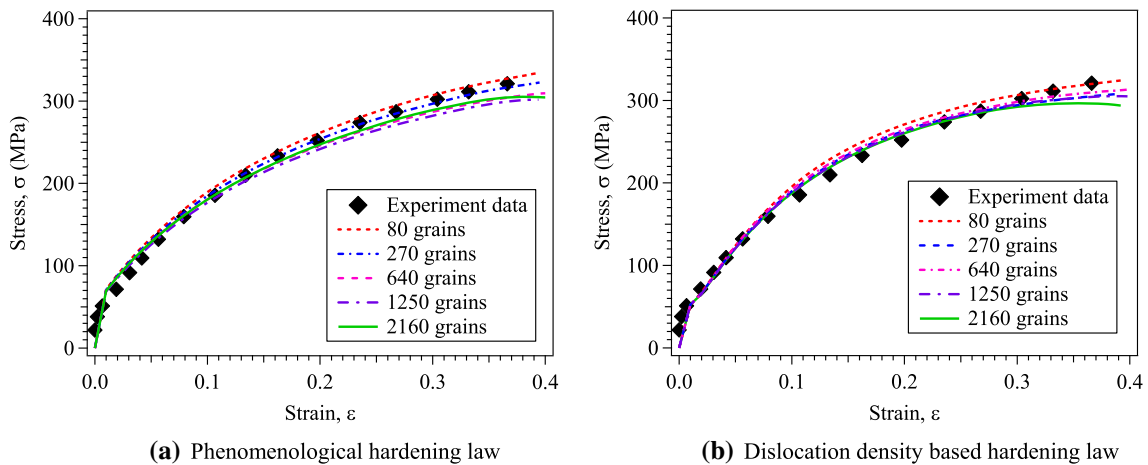 400
300
200
100
0
Stress, σ (MPa)
0.0
0.1
0.2
0.3
0.4
Strain, ε
Experiment data
80 grains
270 grains
640 grains
1250 grains
2160 grains
(a) Phenomenological hardening law
400
300
200
100
0
Stress, σ (MPa)
0.0
0.1
0.2
0.3
0.4
Strain, ε
Experiment data
80 grains
270 grains
640 grains
1250 grains
2160 grains
(b) Dislocation density based hardening law